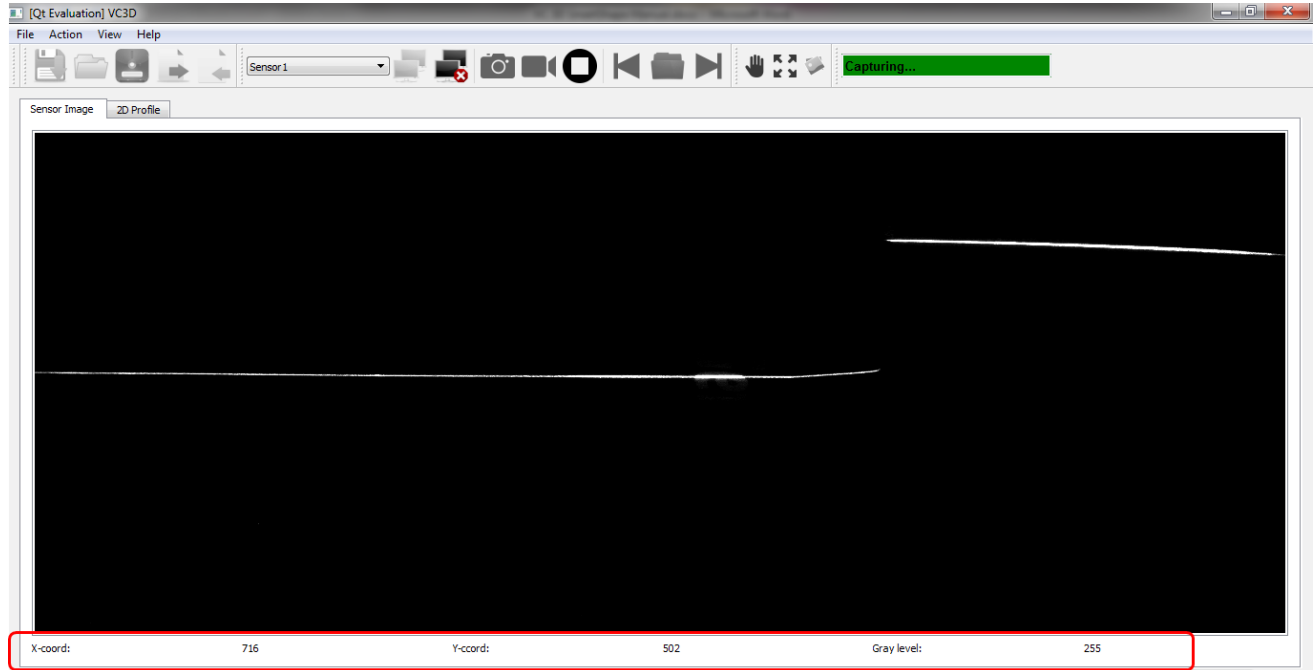 [Qt Evaluation] VC3D
File Action View Help
Sensor 1
Capturing...
Sensor Image 2D Profile
X-coord: 716 Y-ccord: 502 Gray level: 255